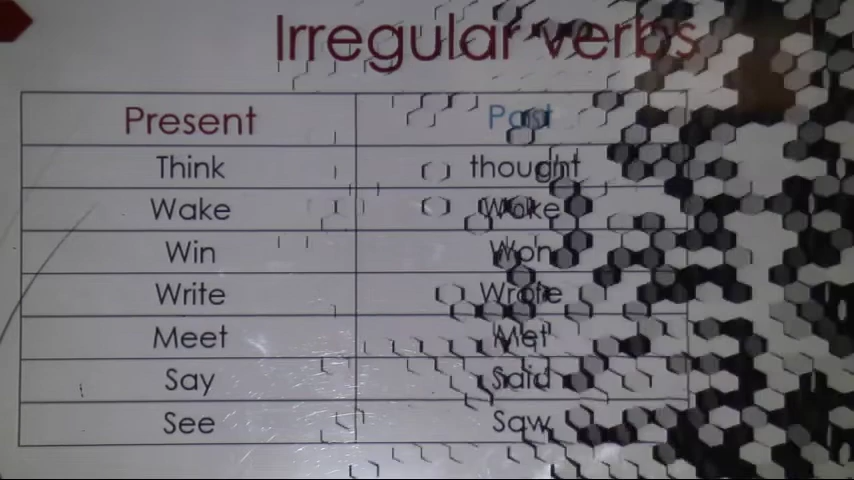 Irregular verbs
Present Past
Think thought
Wake Woke
Win Won
Write Wrote
Meet Met
Say Said
See Saw